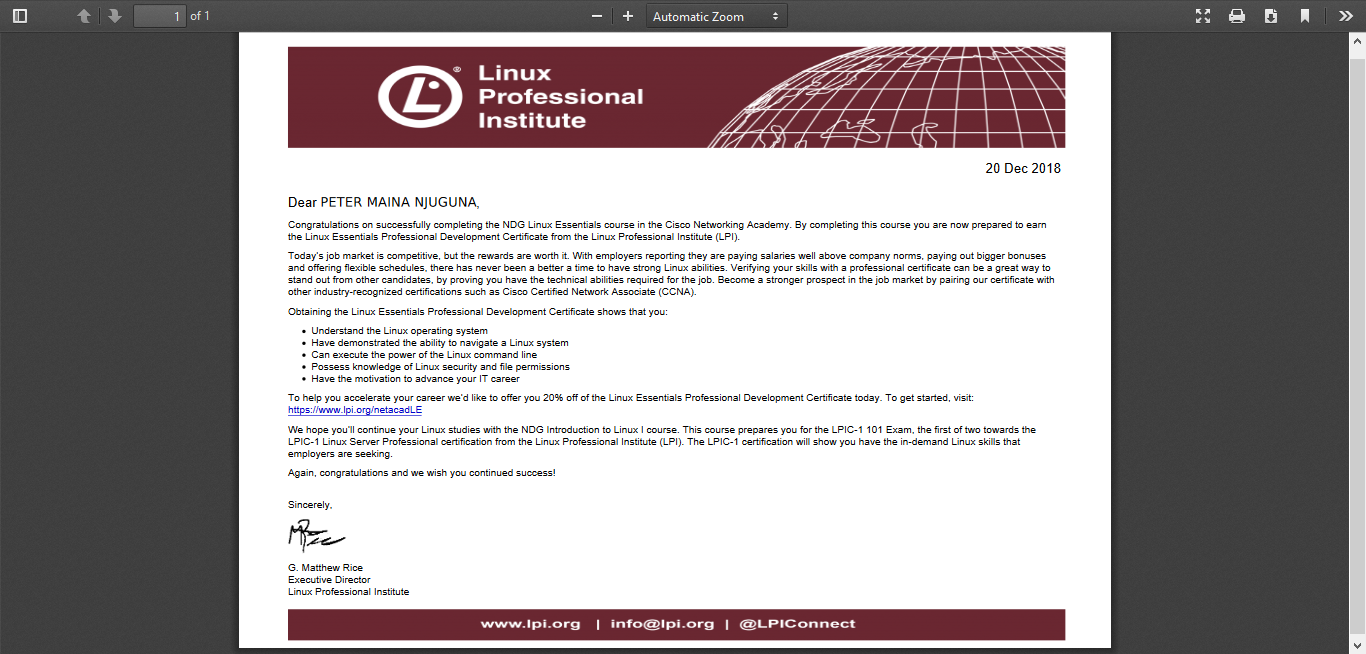 1 of 1
Automatic Zoom
Linux
Professional
Institute
20 Dec 2018
Dear PETER MAINA NJUGUNA,
Congratulations on successfully completing the NDG Linux Essentials course in the Cisco Networking Academy. By completing this course you are now prepared to earn
the Linux Essentials Professional Development Certificate from the Linux Professional Institute (LPI).
Today's job market is competitive, but the rewards are worth it. With employers reporting they are paying salaries well above company norms, paying out bigger bonuses
and offering flexible schedules, there has never been a better a time to have strong Linux abilities. Verifying your skills with a professional certificate can be a great way to
stand out from other candidates, by proving you have the technical abilities required for the job. Become a stronger prospect in the job market by pairing our certificate with
other industry-recognized certifications such as Cisco Certified Network Associate (CCNA).
Obtaining the Linux Essentials Professional Development Certificate shows that you:
• Understand the Linux operating system
• Have demonstrated the ability to navigate a Linux system
• Can execute the power of the Linux command line
• Possess knowledge of Linux security and file permissions
• Have the motivation to advance your IT career
To help you accelerate your career we'd like to offer you 20% off of the Linux Essentials Professional Development Certificate today. To get started, visit:
https://www.lpi.org/netacadLE
We hope you'll continue your Linux studies with the NDG Introduction to Linux I course. This course prepares you for the LPIC-1 101 Exam, the first of two towards the
LPIC-1 Linux Server Professional certification from the Linux Professional Institute (LPI). The LPIC-1 certification will show you have the in-demand Linux skills that
employers are seeking.
Again, congratulations and we wish you continued success!
Sincerely,
G. Matthew Rice
Executive Director
Linux Professional Institute
www.lpi.org | info@lpi.org | @LPIConnect